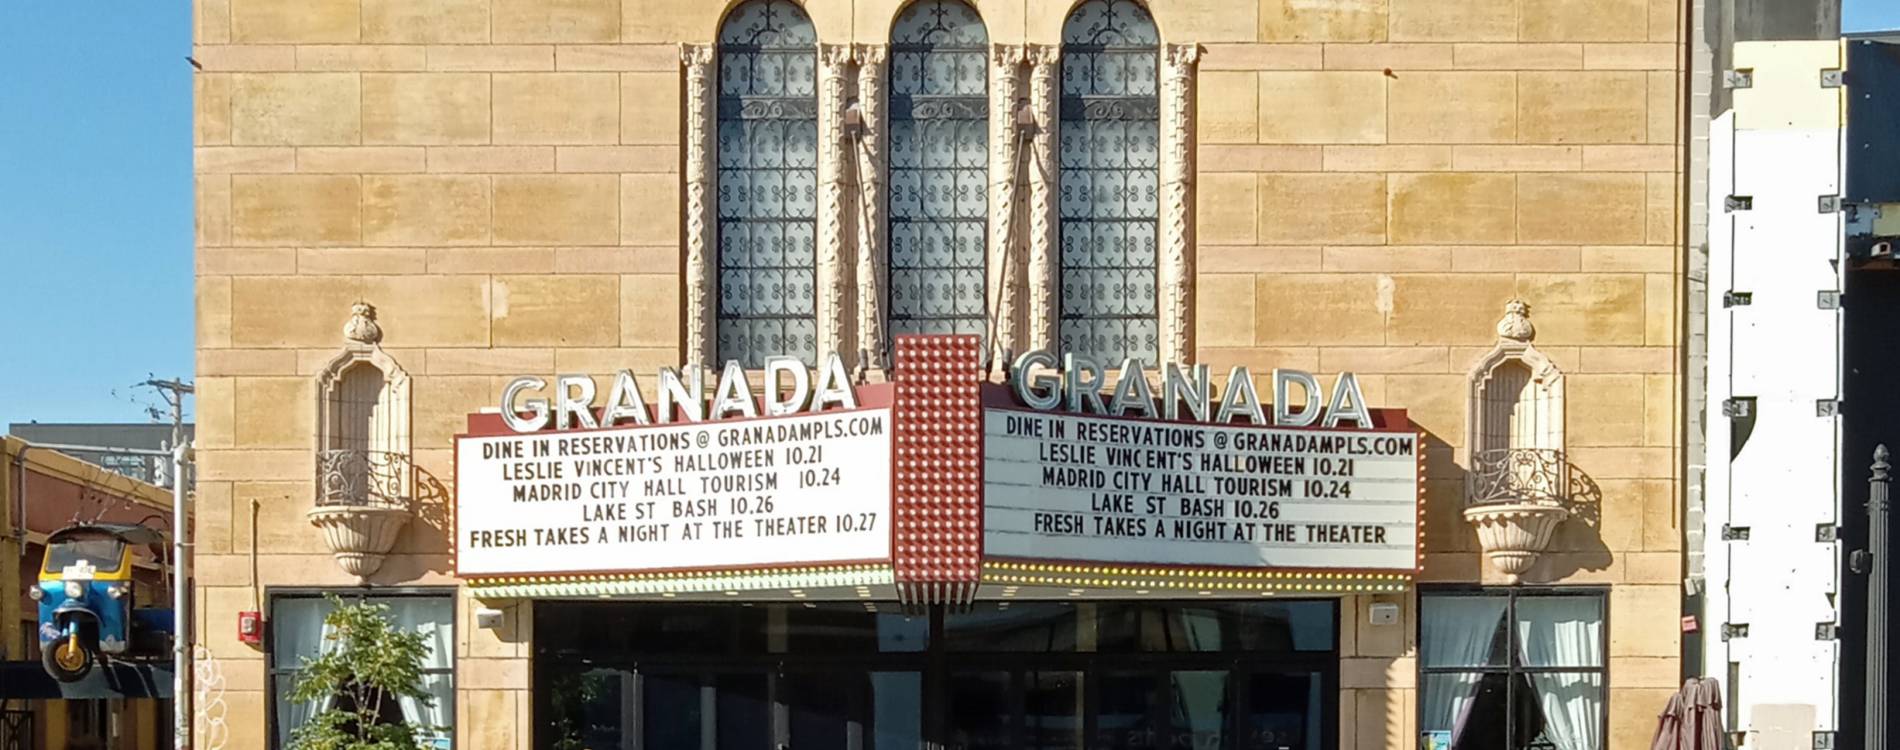 GRANADA
DINE IN RESERVATIONS @ GRANADAMPLS.COM
LESLIE VINCENT'S HALLOWEEN 10.21
MADRID CITY HALL TOURISM 10.24
LAKE ST BASH 10.26
FRESH TAKES A NIGHT AT THE THEATER 10.27
GRANADA
DINE IN RESERVATIONS @ GRANADAMPLS.COM
LESLIE VINCENT'S HALLOWEEN 10.21
MADRID CITY HALL TOURISM 10.24
LAKE ST BASH 10.26
FRESH TAKES A NIGHT AT THE THEATER